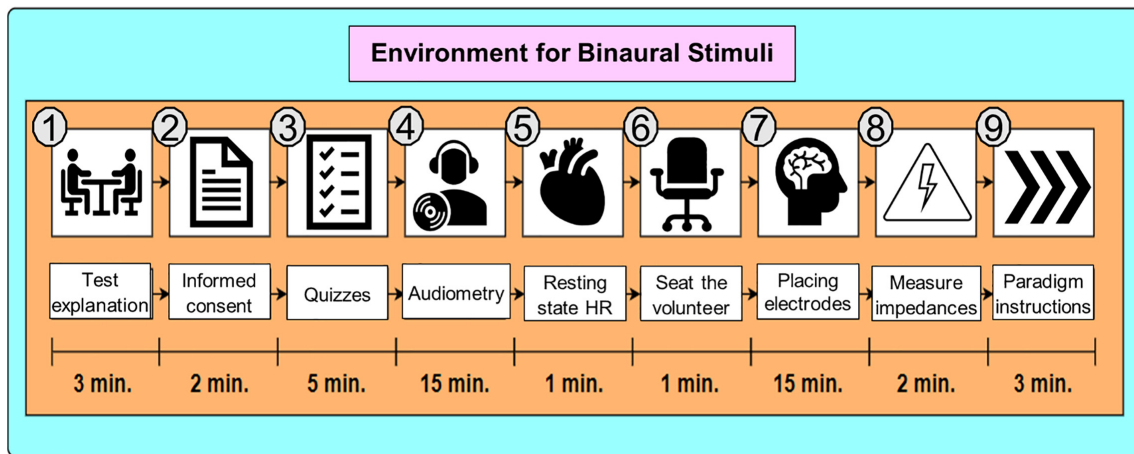 Environment for Binaural Stimuli
1
2
3
4
5
6
7
8
9
Test
explanation
Informed
consent
Quizzes
Audiometry
Resting
state HR
Seat the
volunteer
Placing
electrodes
Measure
impedances
Paradigm
instructions
3 min.
2 min.
5 min.
15 min.
1 min.
1 min.
15 min.
2 min.
3 min.